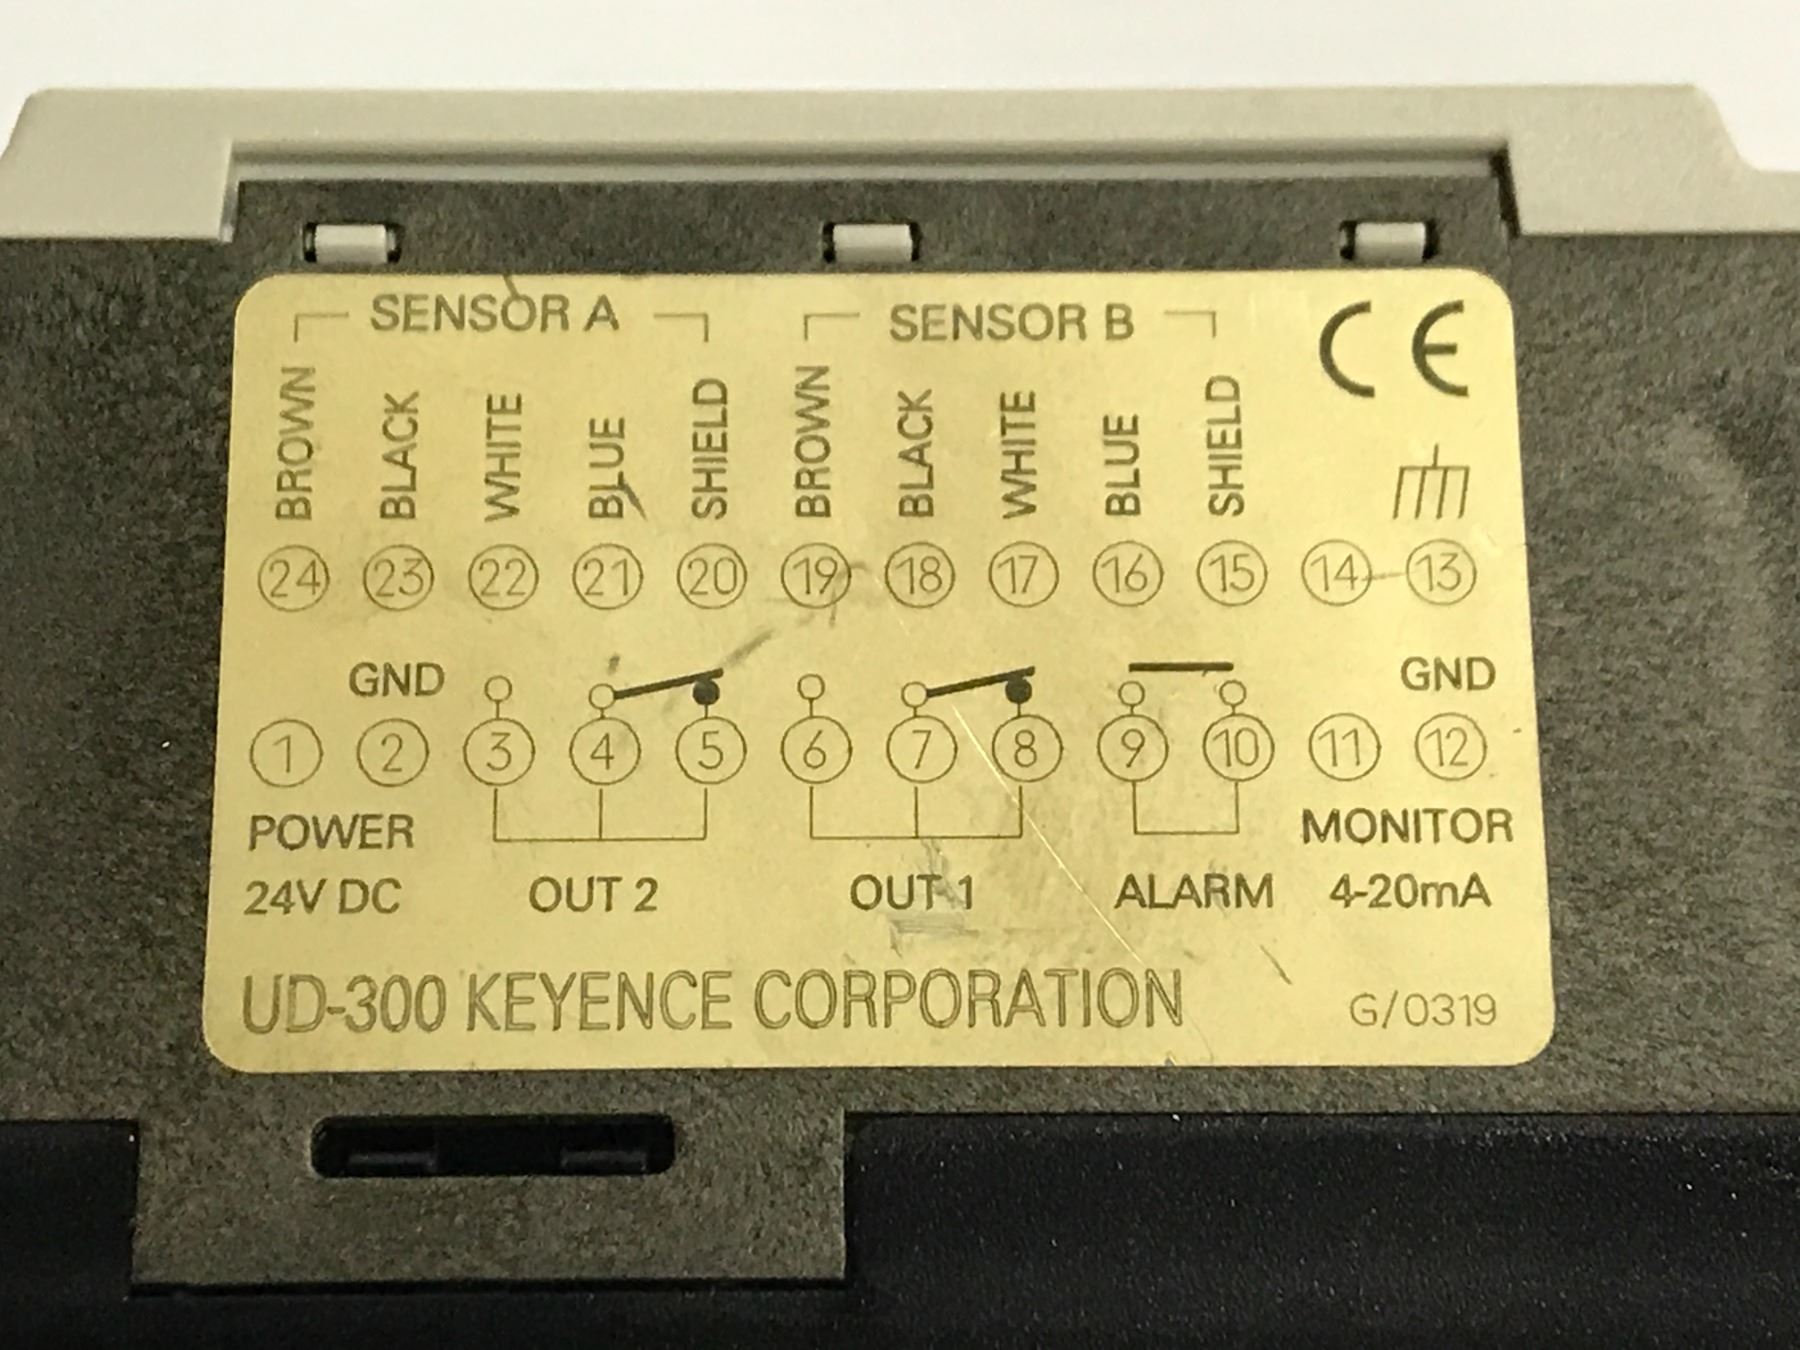 SENSOR A SENSOR B CE
BROWN BLACK WHITE BLUE SHIELD BROWN BLACK WHITE BLUE SHIELD
24 23 22 21 20 19 18 17 16 15 14 13
GND GND
1 2 3 4 5 6 7 8 9 10 11 12
POWER MONITOR
24V DC OUT 2 OUT 1 ALARM 4-20mA
UD-300 KEYENCE CORPORATION G/0319